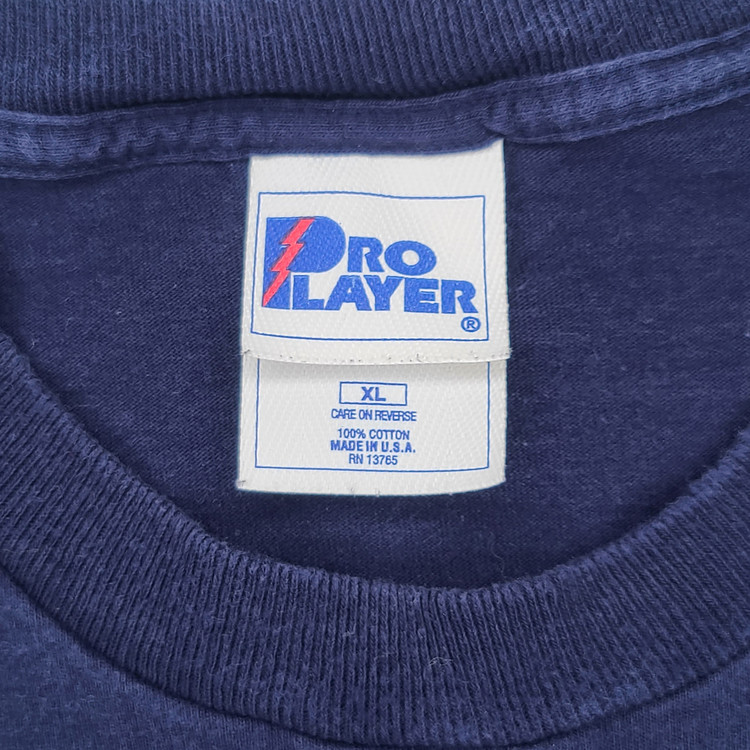 PRO
PLAYER
®
XL
CARE ON REVERSE
100% COTTON
MADE IN U.S.A.
RN 13765